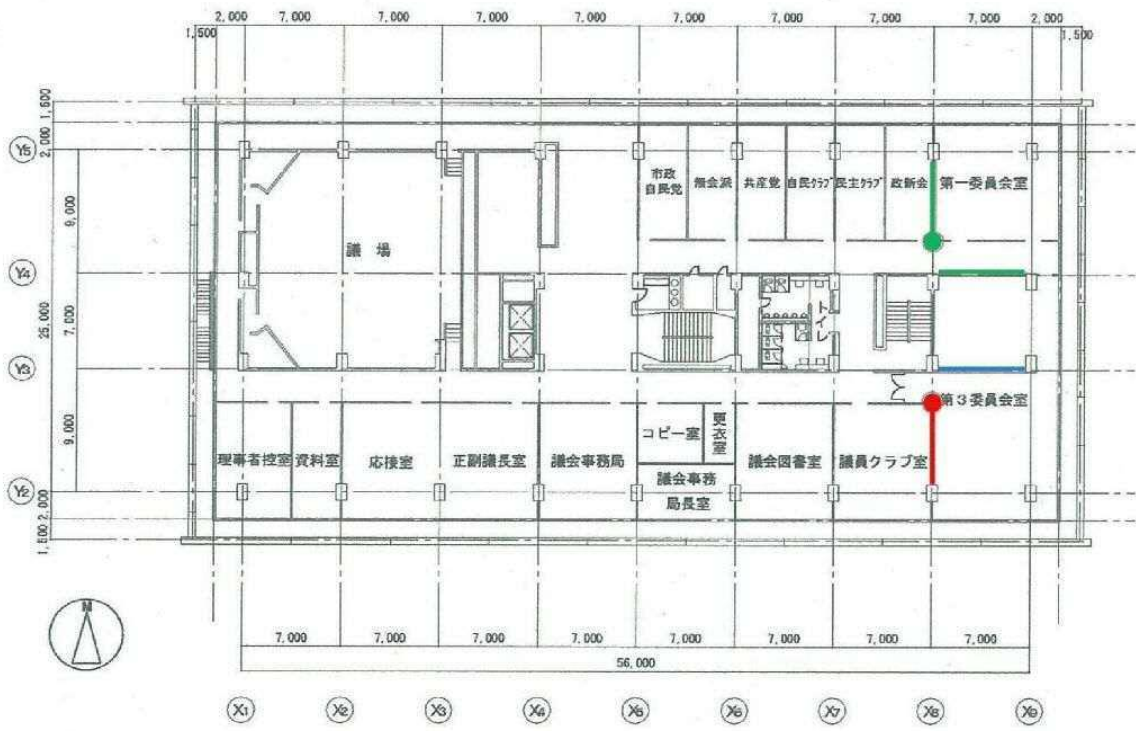 2,000 7,000 7,000 7,000 7,000 7,000 7,000 7,000 7,000 2,000
1,500 1,500
1,500
2,000
Y5
9,000
Y4
7,000
25,000
Y3
9,000
Y2
2,000
1,500
市政
自民党
無会派
共産党
自民クラブ
民主クラブ
政新会
第一委員会室
議場
トイレ
第3委員会室
理事者控室
資料室
応接室
正副議長室
議会事務局
コピー室
更衣室
議会事務
局長室
議会図書室
議員クラブ室
N
7,000 7,000 7,000 7,000 7,000 7,000 7,000 7,000
56,000
X1 X2 X3 X4 X5 X6 X7 X8 X9